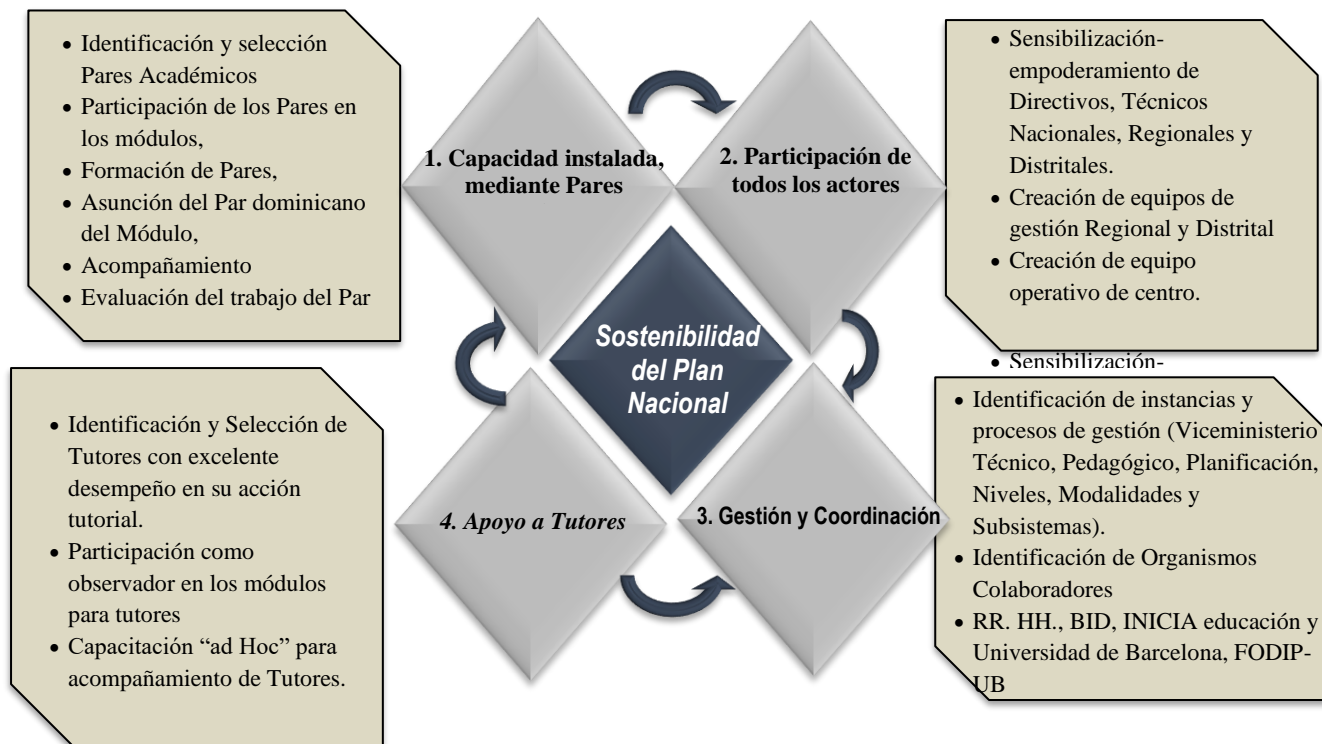 • Identificación y selección
Pares Académicos
• Participación de los Pares en
los módulos,
• Formación de Pares,
• Asunción del Par dominicano
del Módulo,
• Acompañamiento
• Evaluación del trabajo del Par
1. Capacidad instalada,
mediante Pares
2. Participación de
todos los actores
• Sensibilización-
empoderamiento de
Directivos, Técnicos
Nacionales, Regionales y
Distritales.
• Creación de equipos de
gestión Regional y Distrital
• Creación de equipo
operativo de centro.
• Sensibilización-
Sostenibilidad
del Plan
Nacional
• Identificación y Selección de
Tutores con excelente
desempeño en su acción
tutorial.
• Participación como
observador en los módulos
para tutores
• Capacitación “ad Hoc” para
acompañamiento de Tutores.
4. Apoyo a Tutores
3. Gestión y Coordinación
• Identificación de instancias y
procesos de gestión (Viceministerio
Técnico, Pedagógico, Planificación,
Niveles, Modalidades y
Subsistemas).
• Identificación de Organismos
Colaboradores
• RR. HH., BID, INICIA educación y
Universidad de Barcelona, FODIP-
UB